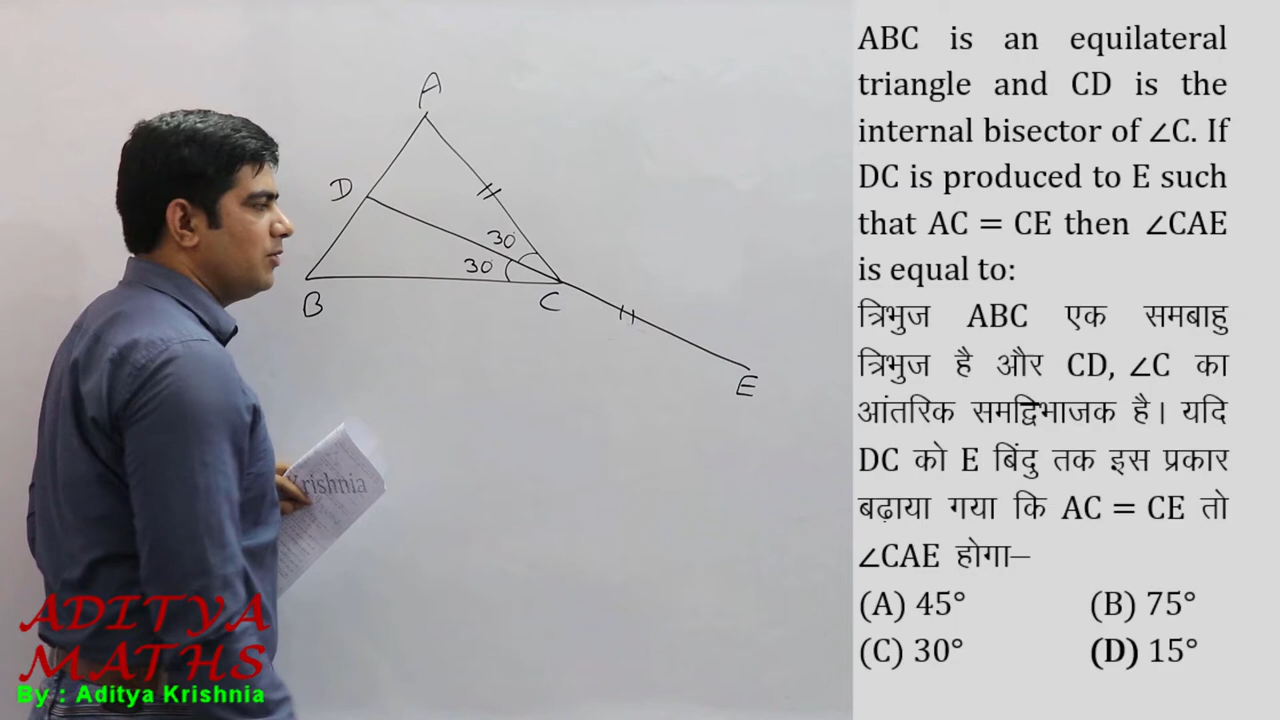 A
D
30°
30°
B
C
E
Krishnia
ADITYA
MATHS
By : Aditya Krishnia
ABC is an equilateral
triangle and CD is the
internal bisector of ∠C. If
DC is produced to E such
that AC = CE then ∠CAE
is equal to:
त्रिभुज ABC एक समबाहु
त्रिभुज है और CD, ∠C का
आंतरिक समद्विभाजक है। यदि
DC को E बिंदु तक इस प्रकार
बढ़ाया गया कि AC = CE तो
∠CAE होगा–
(A) 45° (B) 75°
(C) 30° (D) 15°